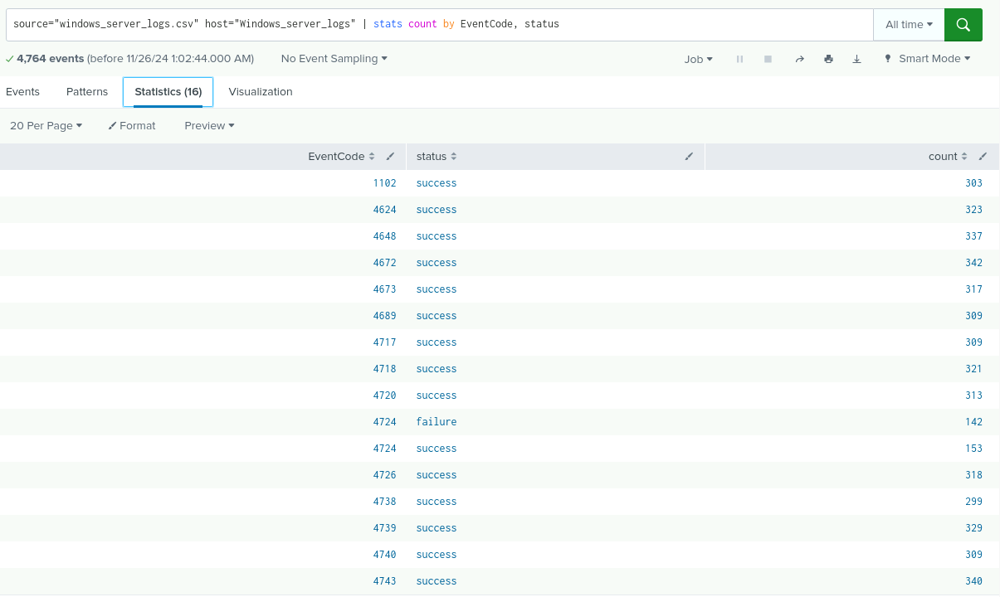 source="windows_server_logs.csv" host="Windows_server_logs" | stats count by EventCode, status All time
4,764 events (before 11/26/24 1:02:44.000 AM) No Event Sampling Job Smart Mode
Events Patterns Statistics (16) Visualization
20 Per Page Format Preview
EventCode status count
1102 success 303
4624 success 323
4648 success 337
4672 success 342
4673 success 317
4689 success 309
4717 success 309
4718 success 321
4720 success 313
4724 failure 142
4724 success 153
4726 success 318
4738 success 299
4739 success 329
4740 success 309
4743 success 340